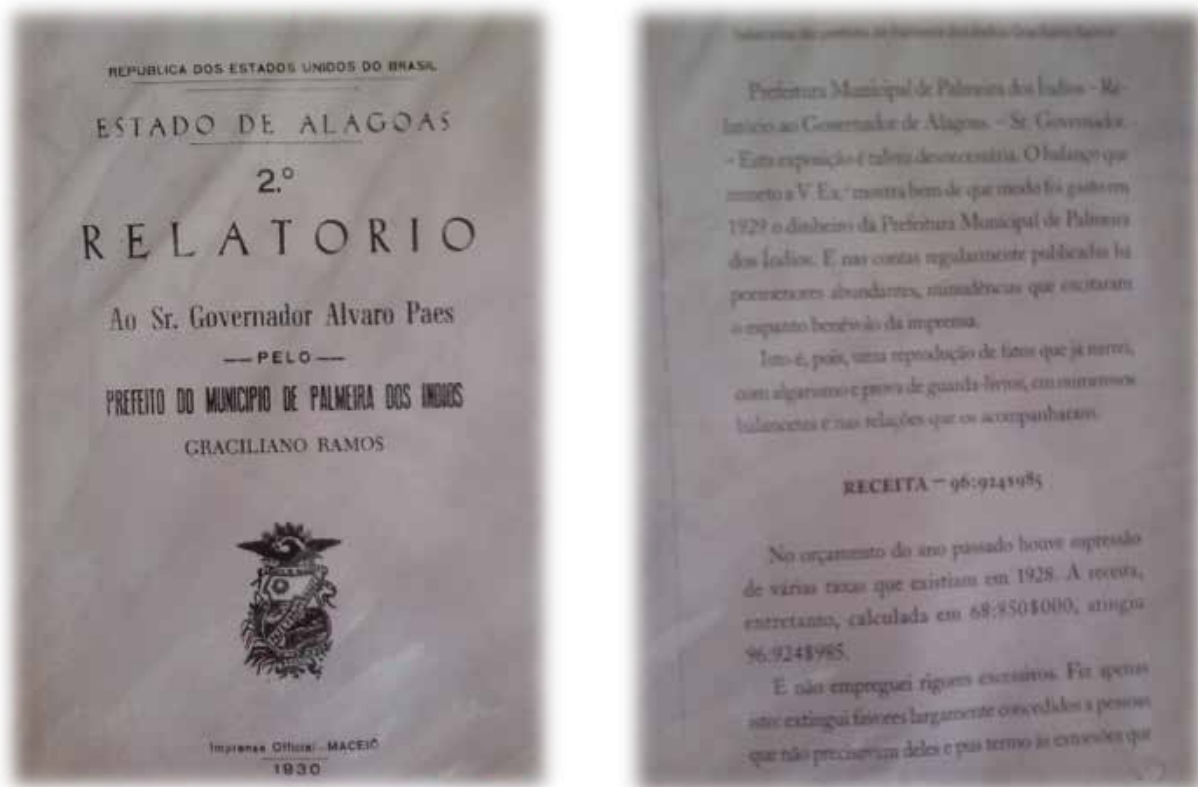 REPUBLICA DOS ESTADOS UNIDOS DO BRASIL
ESTADO DE ALAGOAS
2.º
RELATORIO
Ao Sr. Governador Alvaro Paes
— PELO —
PREFEITO DO MUNICIPIO DE PALMEIRA DOS INDIOS
GRACILIANO RAMOS
Imprensa Official - MACEIÓ
1930
Prefeitura Municipal de Palmeira dos Índios – Re-
latório ao Governador de Alagoas. – Sr. Governador.
– Esta exposição é talvez desnecessária. O balanço que
remeto a V. Ex.ª mostra bem de que modo foi gasto em
1929 o dinheiro da Prefeitura Municipal de Palmeira
dos Índios. E nas contas regularmente publicadas há
pormenores abundantes, minudências que excitaram
o espanto benévolo da imprensa.
Isto é, pois, uma reprodução de fatos que já narrei,
com algarismo e prova de guarda-livros, em numerosos
balancetes e nas relações que os acompanharam.
RECEITA – 96:924$985
No orçamento do ano passado houve supressão
de várias taxas que existiam em 1928. A receita,
entretanto, calculada em 68:850$000, atingiu
96:924$985.
E não empreguei rigores excessivos. Fiz apenas
isto: extingui favores largamente concedidos a pessoas
que não precisavam deles e pus termo às extorsões que